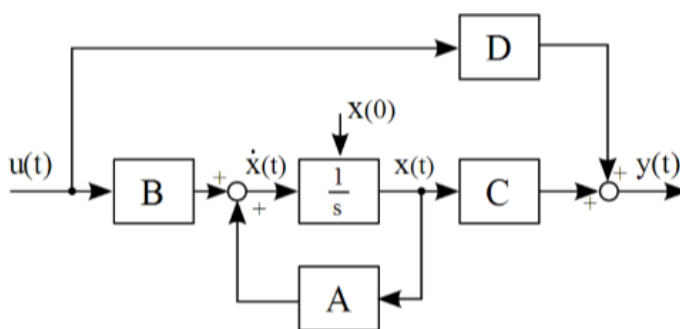 D
x(0)
u(t)
B
+
ẋ(t)
+
1
s
x(t)
C
+
+
y(t)
A